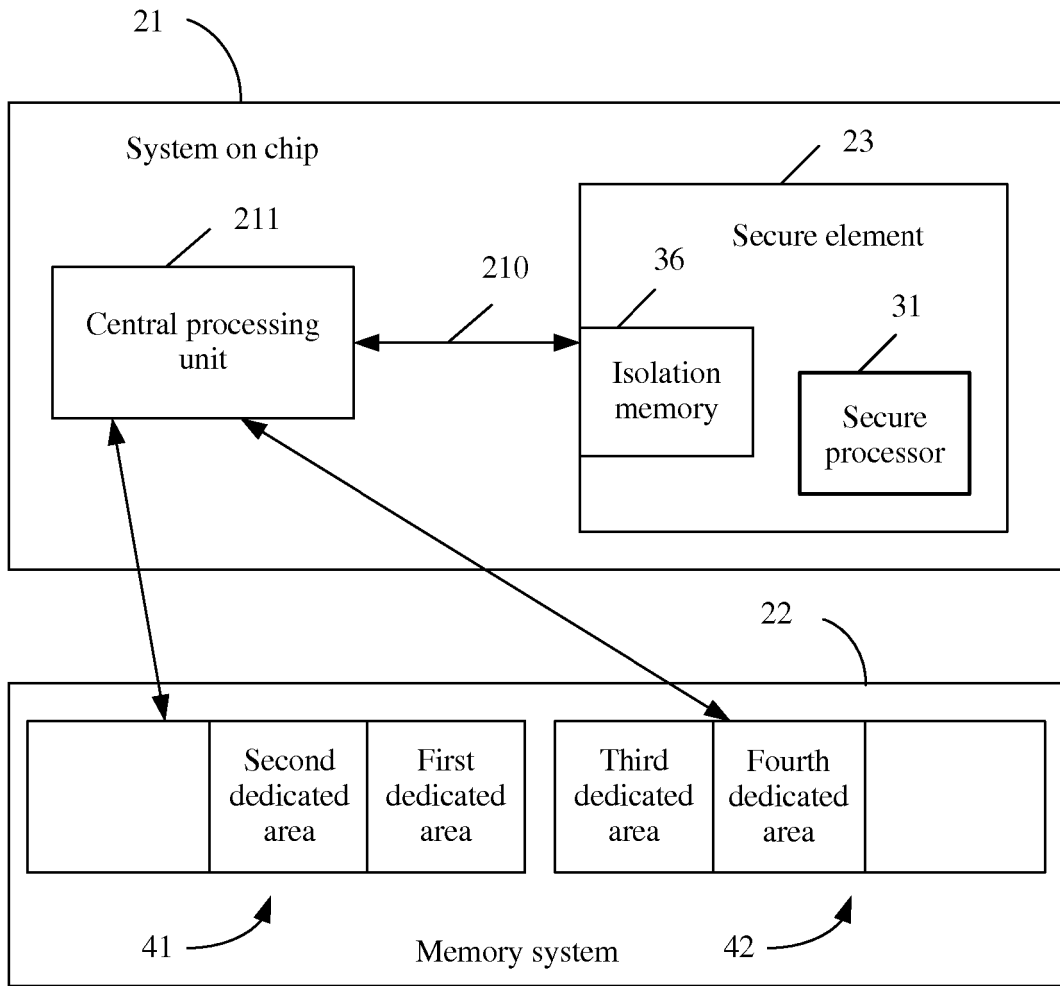 21
System on chip
23
211
Secure element
210
36
31
Central processing
unit
Isolation
memory
Secure
processor
22
Second
dedicated
area
First
dedicated
area
Third
dedicated
area
Fourth
dedicated
area
41
Memory system
42